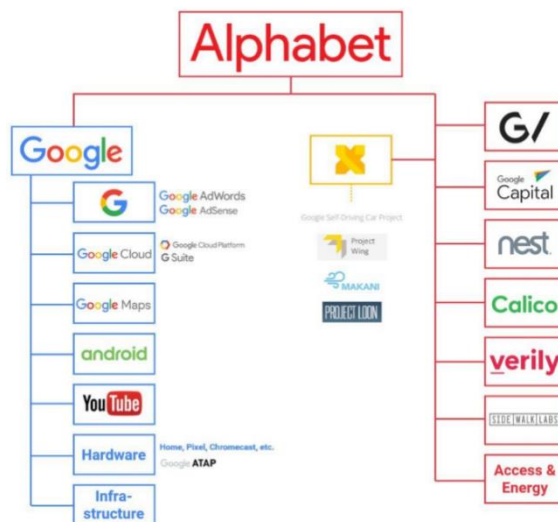 Alphabet
Google
G
Google AdWords
Google AdSense
Google Cloud
Google Cloud Platform
G Suite
Google Maps
android
YouTube
Hardware
Home, Pixel, Chromecast, etc.
Google ATAP
Infra-
structure
X
Google Self-Driving Car Project
Project
Wing
MAKANI
PROJECT LOON
G/
Google
Capital
nest
Calico
verily
SIDEWALK LABS
Access &
Energy